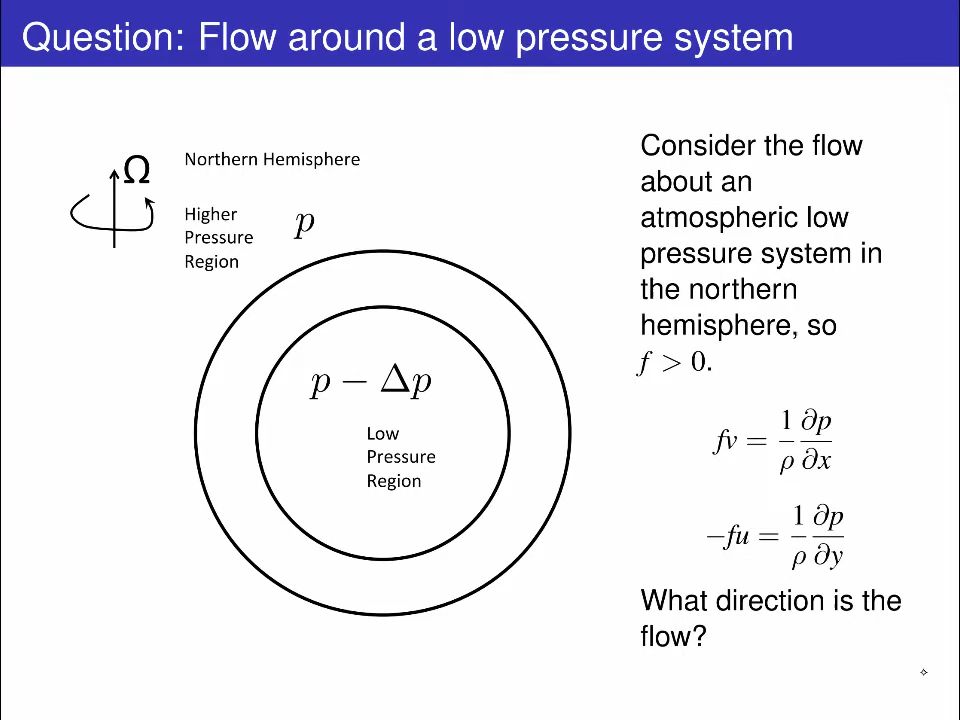 Question: Flow around a low pressure system
Ω
Northern Hemisphere
Higher
Pressure
Region
p
p − Δp
Low
Pressure
Region
Consider the flow
about an
atmospheric low
pressure system in
the northern
hemisphere, so
f > 0.
fv = 1/ρ ∂p/∂x
−fu = 1/ρ ∂p/∂y
What direction is the
flow?